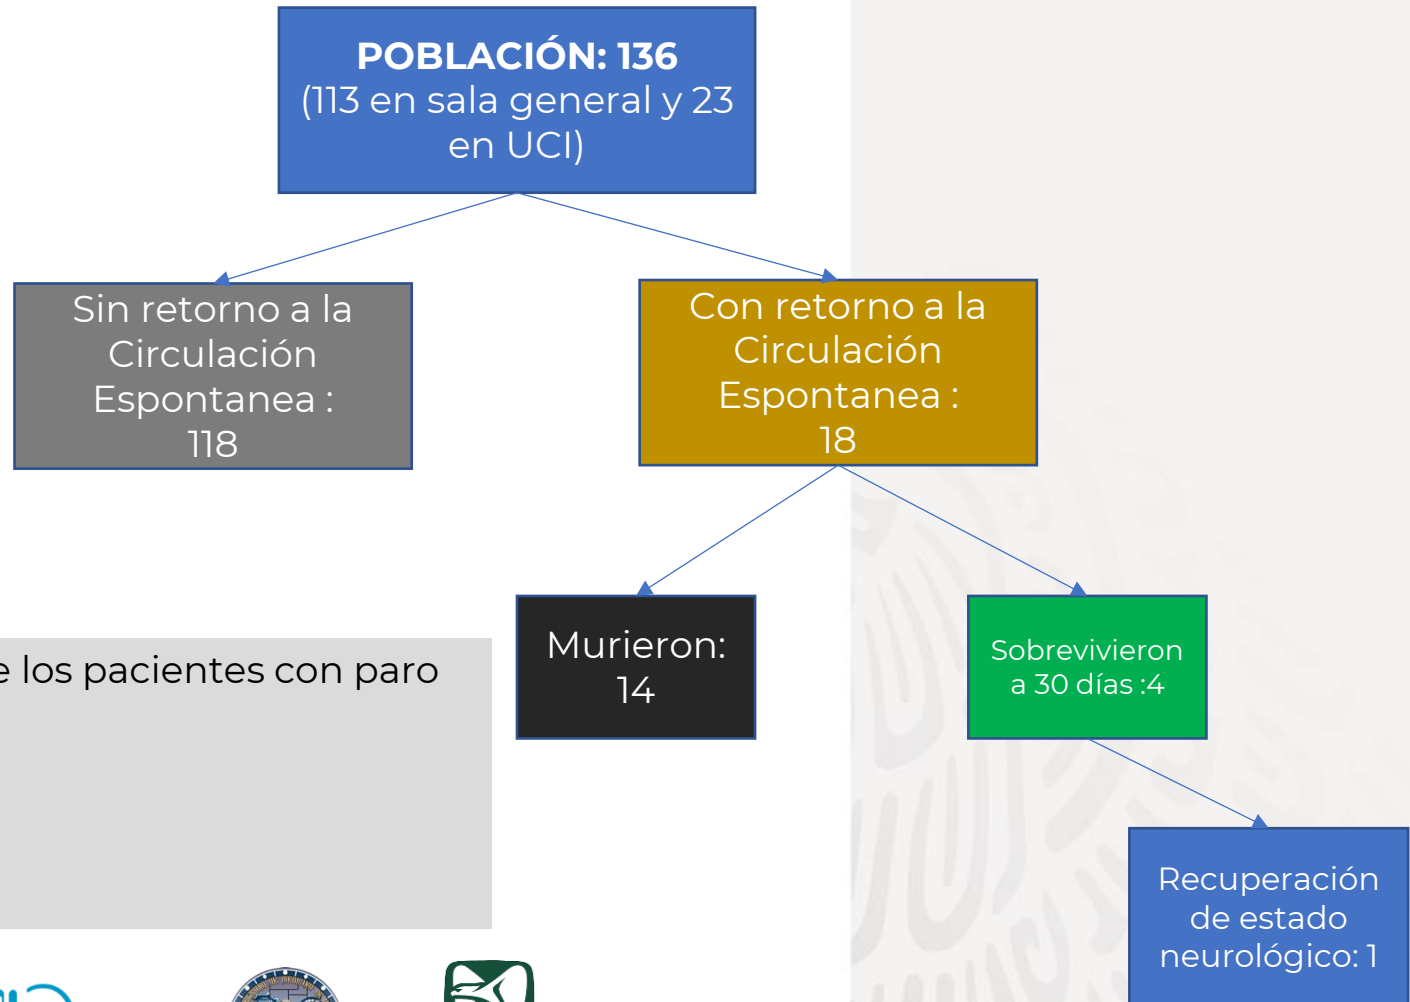 POBLACIÓN: 136
(113 en sala general y 23
en UCI)
Sin retorno a la
Circulación
Espontanea :
118
Con retorno a la
Circulación
Espontanea :
18
Murieron:
14
Sobrevivieron
a 30 días :4
e los pacientes con paro
Recuperación
de estado
neurológico: 1